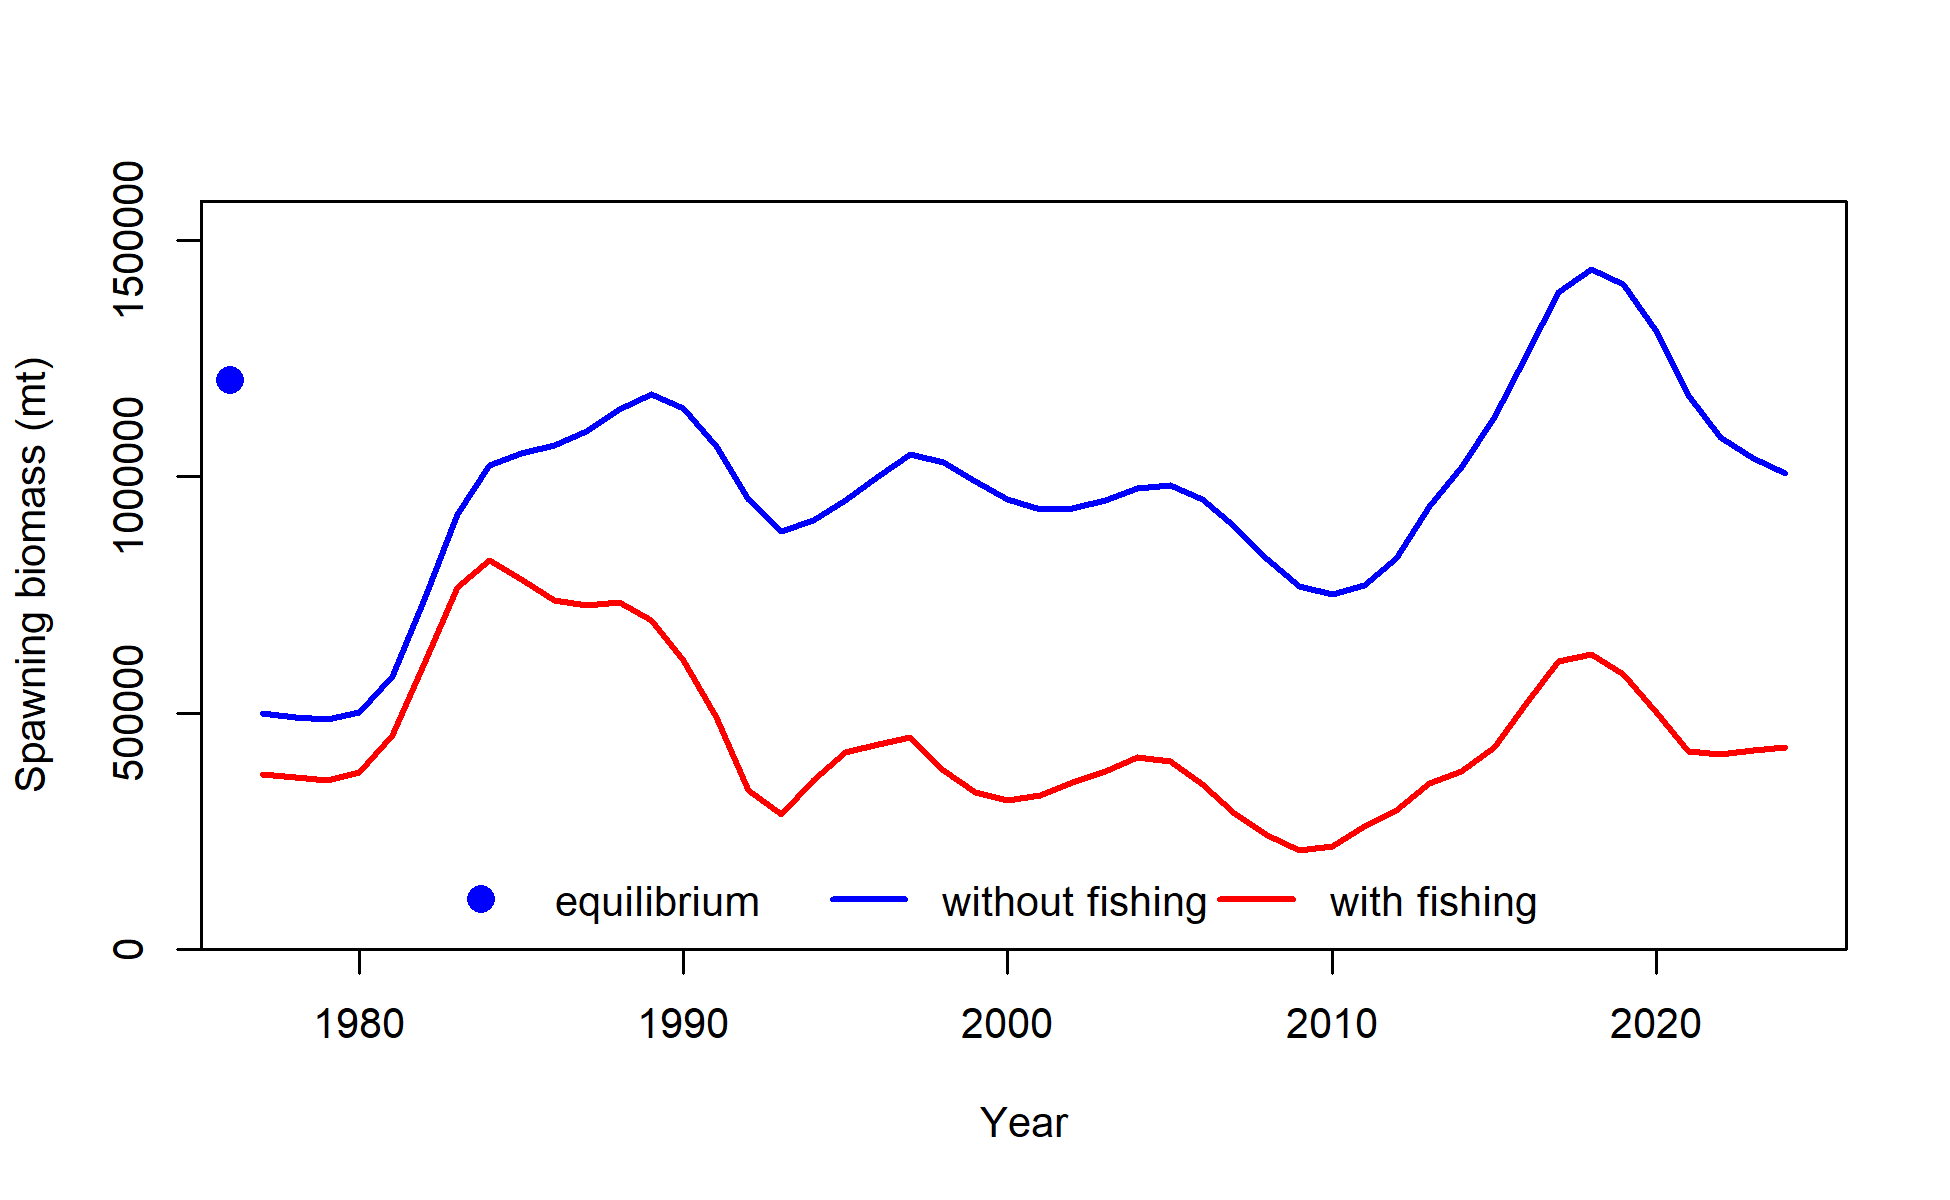 Spawning biomass (mt)
1500000
1000000
500000
0
equilibrium without fishing with fishing
1980 1990 2000 2010 2020
Year